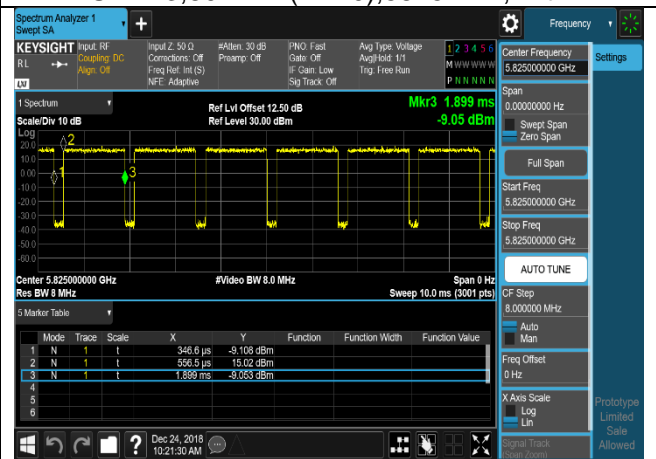 Spectrum Analyzer 1
Swept SA
Frequency
KEYSIGHT
RL
LXI
Input: RF
Coupling: DC
Align: Off
Input Z: 50 Ω
Corrections: Off
Freq Ref: Int (S)
NFE: Adaptive
#Atten: 30 dB
Preamp: Off
PNO: Fast
Gate: Off
IF Gain: Low
Sig Track: Off
Avg Type: Voltage
Avg|Hold: 1/1
Trig: Free Run
1 2 3 4 5 6
M W W W W W
P N N N N N
Center Frequency
5.825000000 GHz
Settings
1 Spectrum
Scale/Div 10 dB
Ref Lvl Offset 12.50 dB
Ref Level 30.00 dBm
Mkr3 1.899 ms
-9.05 dBm
Log
20.0
10.0
0.00
-10.0
-20.0
-30.0
-40.0
-50.0
-60.0
1
2
3
Center 5.825000000 GHz
Res BW 8 MHz
#Video BW 8.0 MHz
Span 0 Hz
Sweep 10.0 ms (3001 pts)
Span
0.00000000 Hz
Swept Span
Zero Span
Full Span
Start Freq
5.825000000 GHz
Stop Freq
5.825000000 GHz
AUTO TUNE
CF Step
8.000000 MHz
Auto
Man
Freq Offset
0 Hz
X Axis Scale
Log
Lin
Signal Track
(Span Zoom)
Prototype
Limited
Sale
Allowed
5 Marker Table
Mode Trace Scale X Y Function Function Width Function Value
1 N 1 t 346.6 µs -9.108 dBm
2 N 1 t 556.5 µs 15.02 dBm
3 N 1 t 1.899 ms -9.053 dBm
4
5
6
Dec 24, 2018
10:21:30 AM